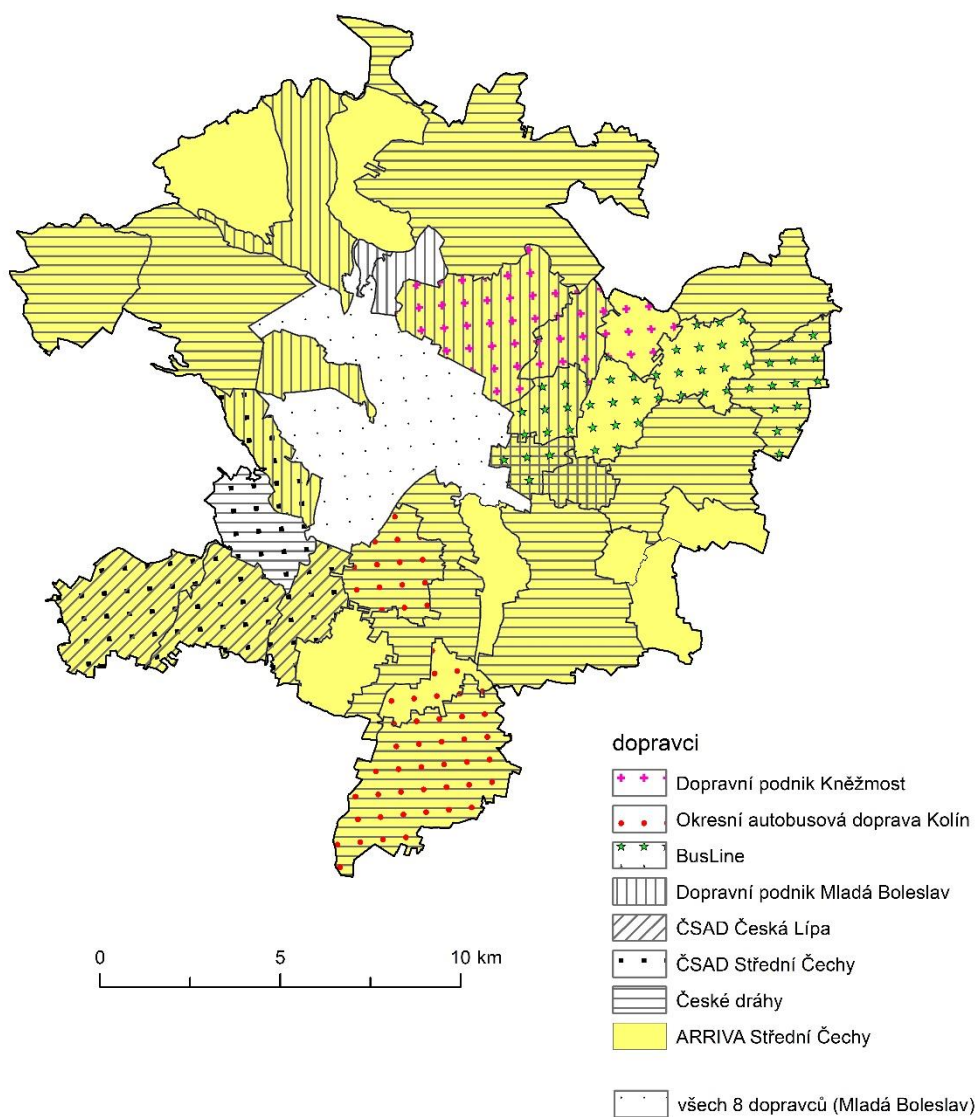 dopravci
Dopravní podnik Kněžmost
Okresní autobusová doprava Kolín
BusLine
Dopravní podnik Mladá Boleslav
ČSAD Česká Lípa
ČSAD Střední Čechy
České dráhy
ARRIVA Střední Čechy
všech 8 dopravců (Mladá Boleslav)
0 5 10 km